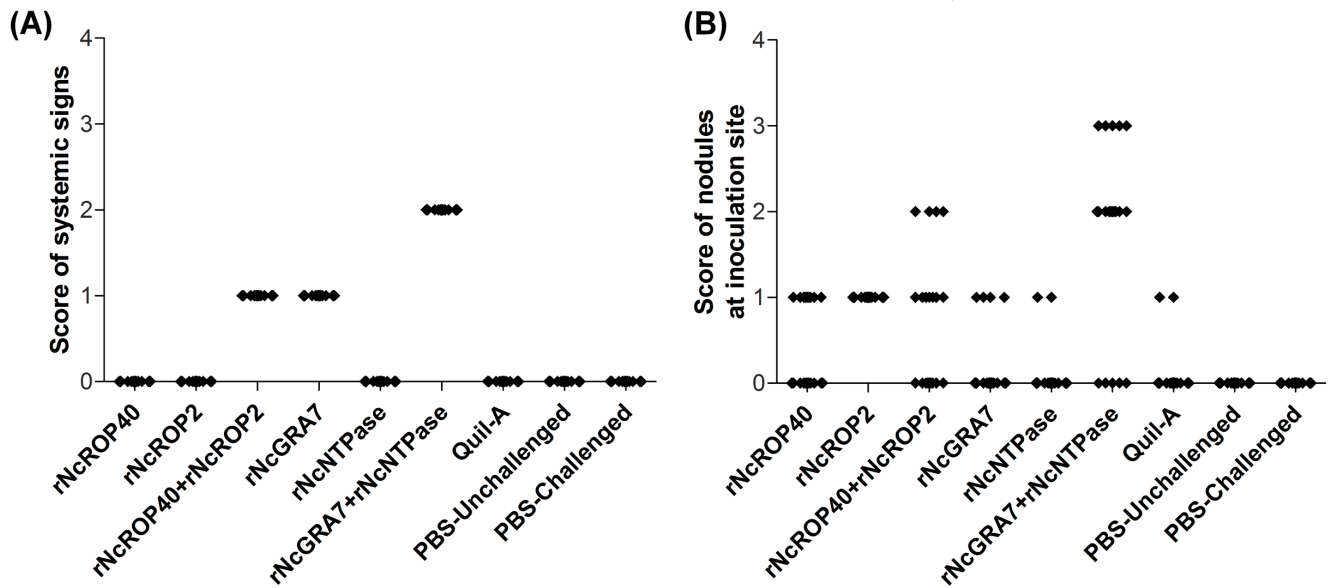 (A)
Score of systemic signs
4
3
2
1
0
rNcROP40
rNcROP2
rNcROP40+rNcROP2
rNcGRA7
rNcNTPase
rNcGRA7+rNcNTPase
Quil-A
PBS-Unchallenged
PBS-Challenged
(B)
Score of nodules
at inoculation site
4
3
2
1
0
rNcROP40
rNcROP2
rNcROP40+rNcROP2
rNcGRA7
rNcNTPase
rNcGRA7+rNcNTPase
Quil-A
PBS-Unchallenged
PBS-Challenged